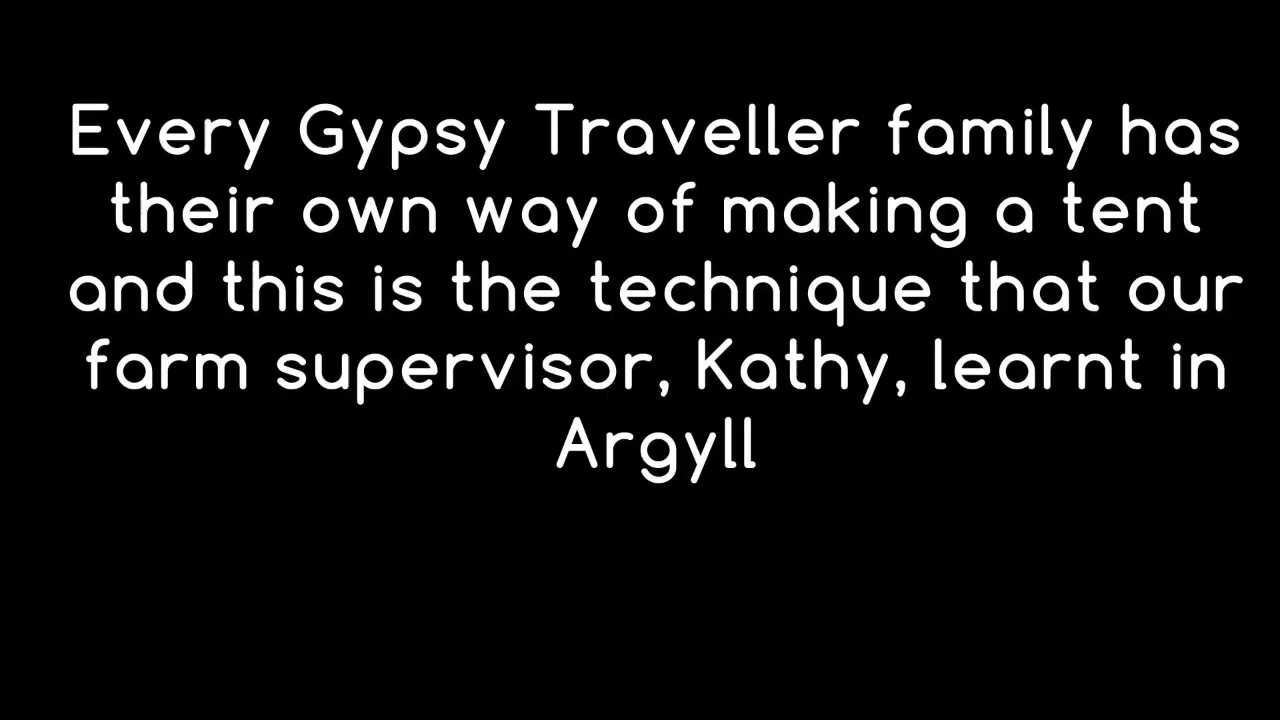 Every Gypsy Traveller family has
their own way of making a tent
and this is the technique that our
farm supervisor, Kathy, learnt in
Argyll